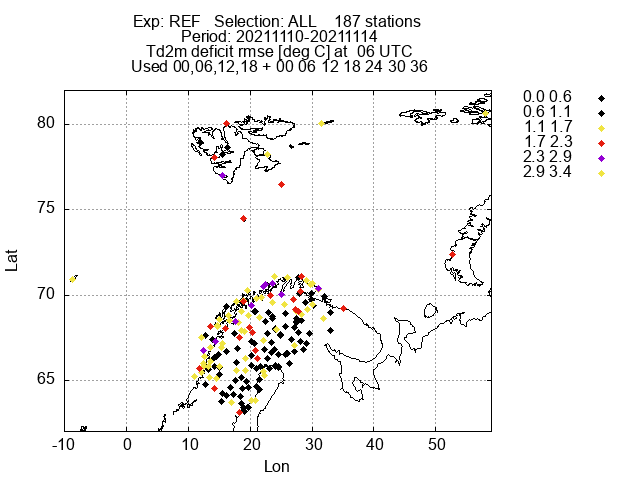 Exp: REF   Selection: ALL    187 stations
Period: 20211110-20211114
Td2m deficit rmse [deg C] at  06 UTC
Used 00,06,12,18 + 00 06 12 18 24 30 36
0.0 0.6
0.6 1.1
1.1 1.7
1.7 2.3
2.3 2.9
2.9 3.4
80
75
70
65
Lat
-10 0 10 20 30 40 50
Lon